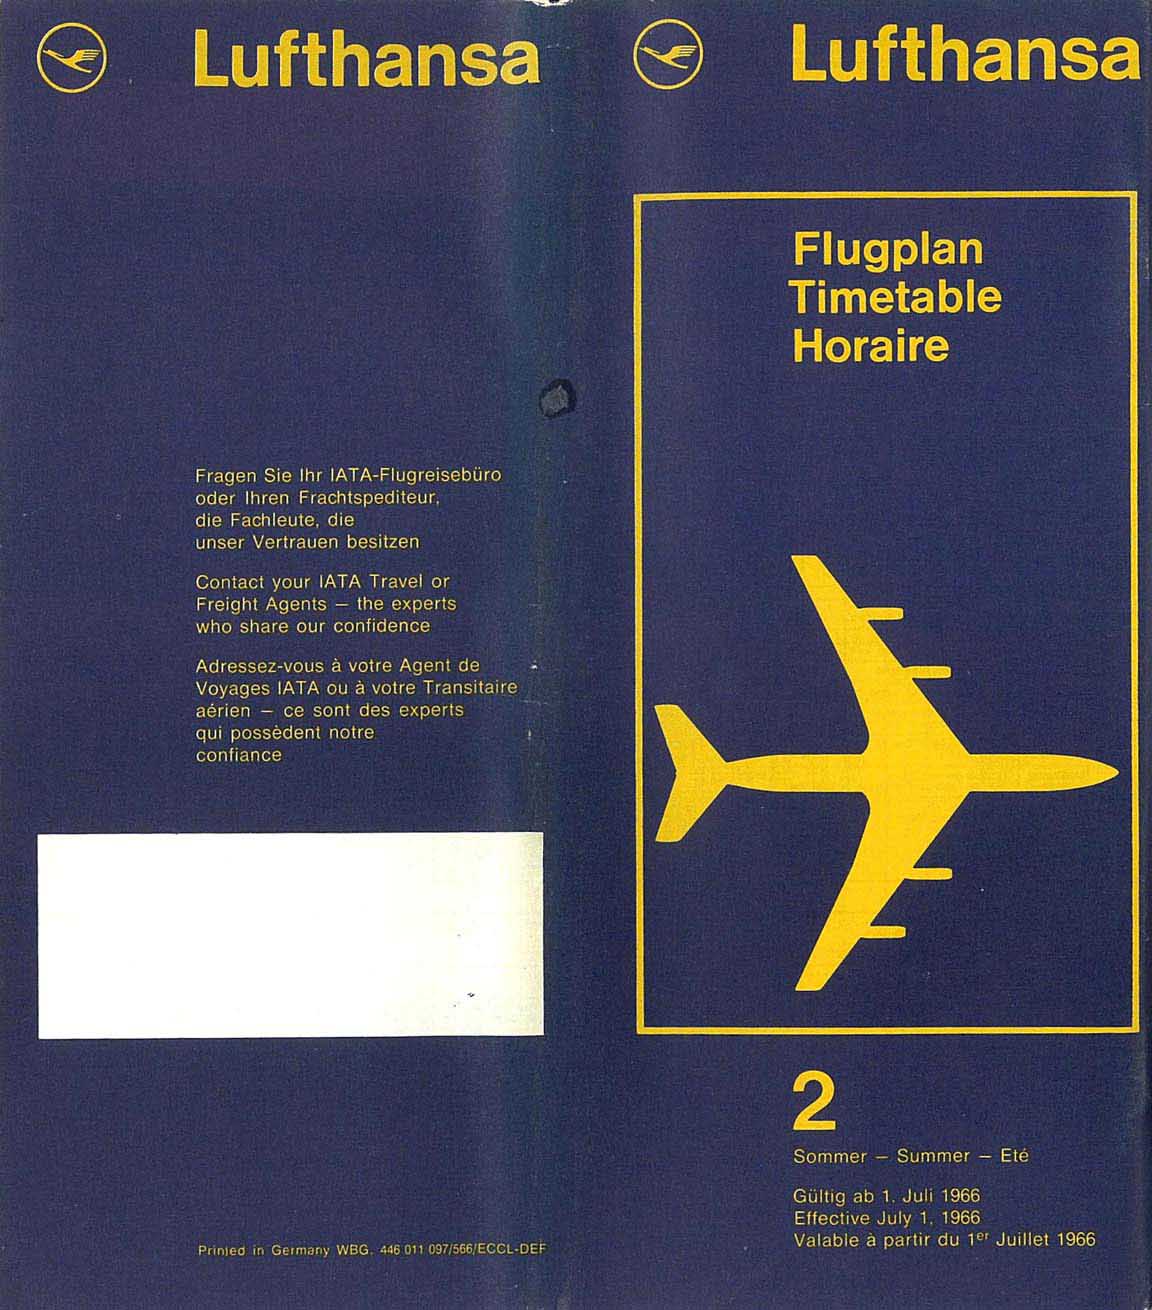 Lufthansa
Fragen Sie Ihr IATA-Flugreisebüro
oder Ihren Frachtspediteur,
die Fachleute, die
unser Vertrauen besitzen
Contact your IATA Travel or
Freight Agents – the experts
who share our confidence
Adressez-vous à votre Agent de
Voyages IATA ou à votre Transitaire
aérien – ce sont des experts
qui possèdent notre
confiance
Printed in Germany WBG. 446 011 097/566/ECCL-DEF
Lufthansa
Flugplan
Timetable
Horaire
2
Sommer – Summer – Eté
Gültig ab 1. Juli 1966
Effective July 1, 1966
Valable à partir du 1er Juillet 1966